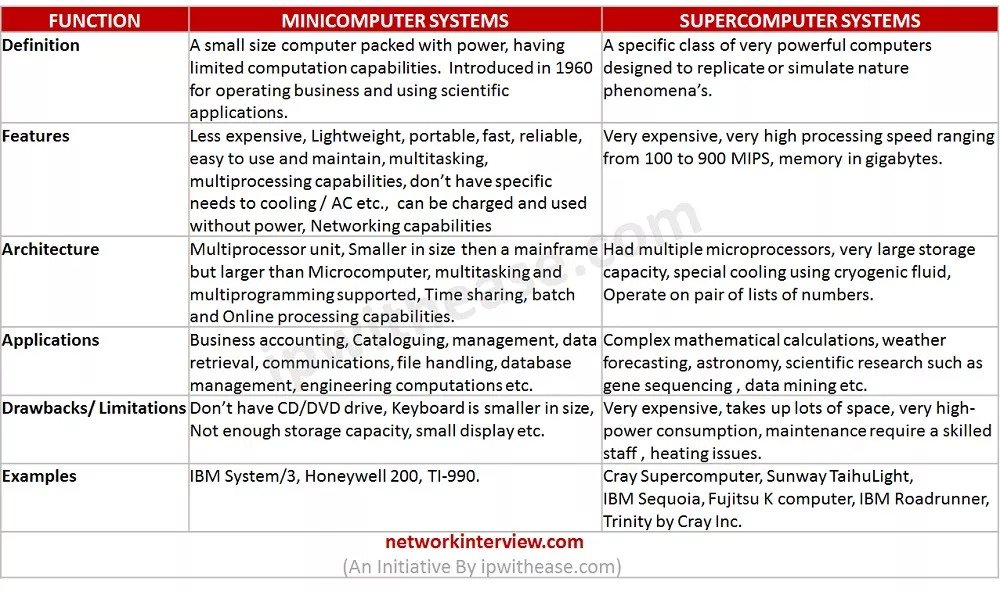 FUNCTION MINICOMPUTER SYSTEMS SUPERCOMPUTER SYSTEMS
Definition
A small size computer packed with power, having
limited computation capabilities. Introduced in 1960
for operating business and using scientific
applications.
A specific class of very powerful computers
designed to replicate or simulate nature
phenomena’s.
Features
Less expensive, Lightweight, portable, fast, reliable,
easy to use and maintain, multitasking,
multiprocessing capabilities, don’t have specific
needs to cooling / AC etc., can be charged and used
without power, Networking capabilities
Very expensive, very high processing speed ranging
from 100 to 900 MIPS, memory in gigabytes.
Architecture
Multiprocessor unit, Smaller in size then a mainframe
but larger than Microcomputer, multitasking and
multiprogramming supported, Time sharing, batch
and Online processing capabilities.
Had multiple microprocessors, very large storage
capacity, special cooling using cryogenic fluid,
Operate on pair of lists of numbers.
Applications
Business accounting, Cataloguing, management, data
retrieval, communications, file handling, database
management, engineering computations etc.
Complex mathematical calculations, weather
forecasting, astronomy, scientific research such as
gene sequencing , data mining etc.
Drawbacks/ Limitations
Don’t have CD/DVD drive, Keyboard is smaller in size,
Not enough storage capacity, small display etc.
Very expensive, takes up lots of space, very high-
power consumption, maintenance require a skilled
staff , heating issues.
Examples
IBM System/3, Honeywell 200, TI-990.
Cray Supercomputer, Sunway TaihuLight,
IBM Sequoia, Fujitsu K computer, IBM Roadrunner,
Trinity by Cray Inc.
networkinterview.com
(An Initiative By ipwithease.com)
ipwithease.com